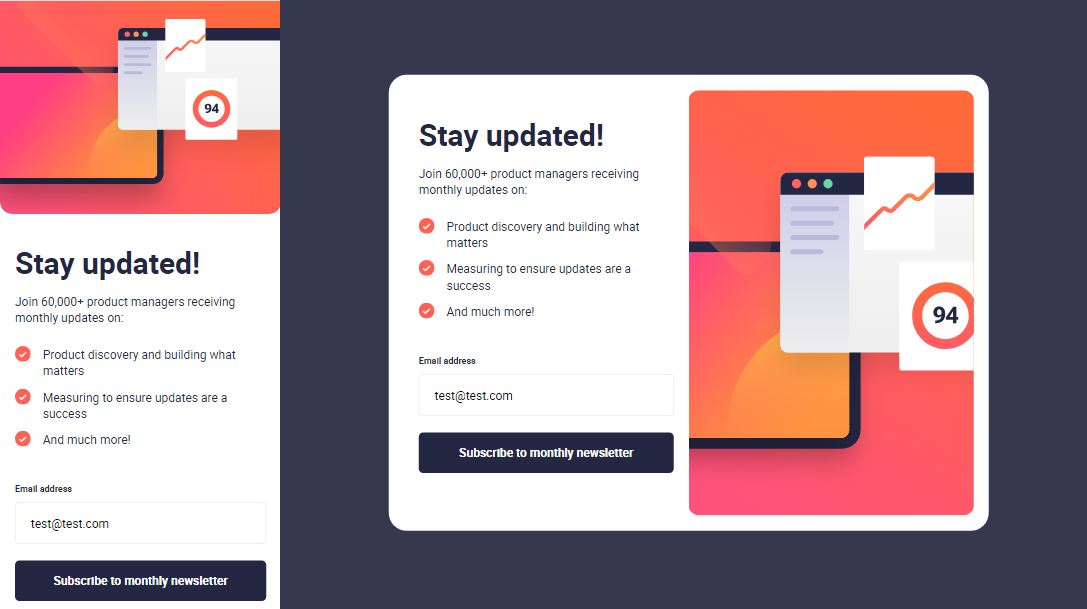 94
Stay updated!
Join 60,000+ product managers receiving
monthly updates on:
Product discovery and building what
matters
Measuring to ensure updates are a
success
And much more!
Email address
test@test.com
Subscribe to monthly newsletter
Stay updated!
Join 60,000+ product managers receiving
monthly updates on:
Product discovery and building what
matters
Measuring to ensure updates are a
success
And much more!
Email address
test@test.com
Subscribe to monthly newsletter
94